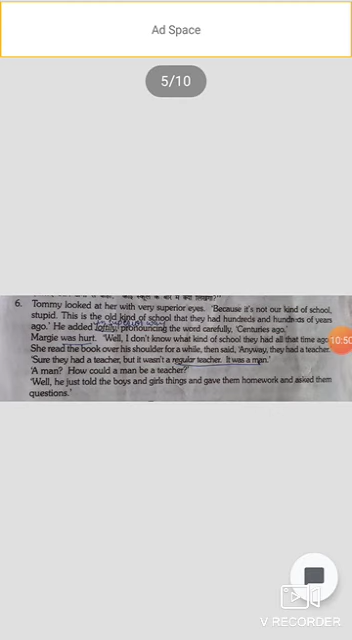 Ad Space
5/10
6. Tommy looked at her with very superior eyes. 'Because it's not our kind of school,
stupid. This is the old kind of school that they had hundreds and hundreds of years
ago.' He added loftily, pronouncing the word carefully, 'Centuries ago.'
Margie was hurt. 'Well, I don't know what kind of school they had all that time ago.'
10:50
She read the book over his shoulder for a while, then said, 'Anyway, they had a teacher.'
'Sure they had a teacher, but it wasn't a regular teacher. It was a man.'
'A man? How could a man be a teacher?'
'Well, he just told the boys and girls things and gave them homework and asked them
questions.'
V RECORDER